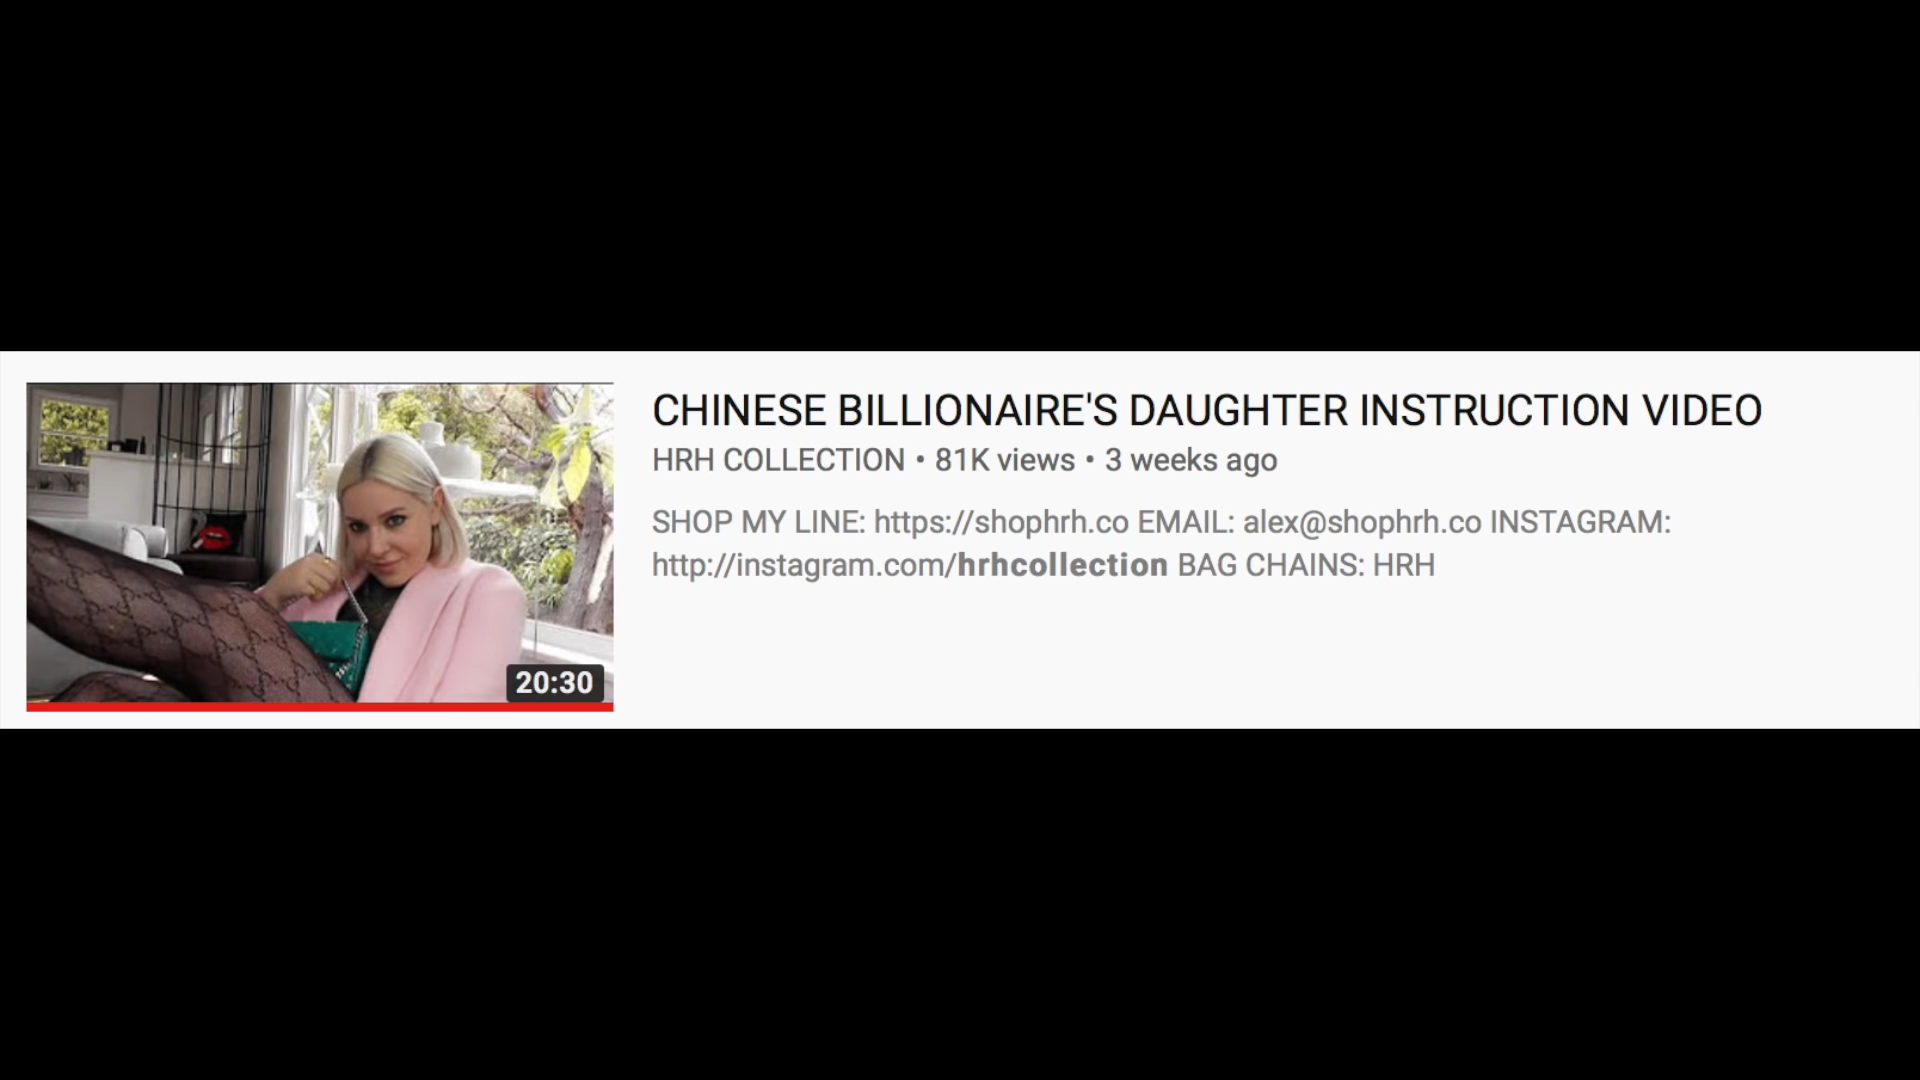 CHINESE BILLIONAIRE'S DAUGHTER INSTRUCTION VIDEO
HRH COLLECTION • 81K views • 3 weeks ago
SHOP MY LINE: https://shophrh.co EMAIL: alex@shophrh.co INSTAGRAM:
http://instagram.com/hrhcollection BAG CHAINS: HRH
20:30